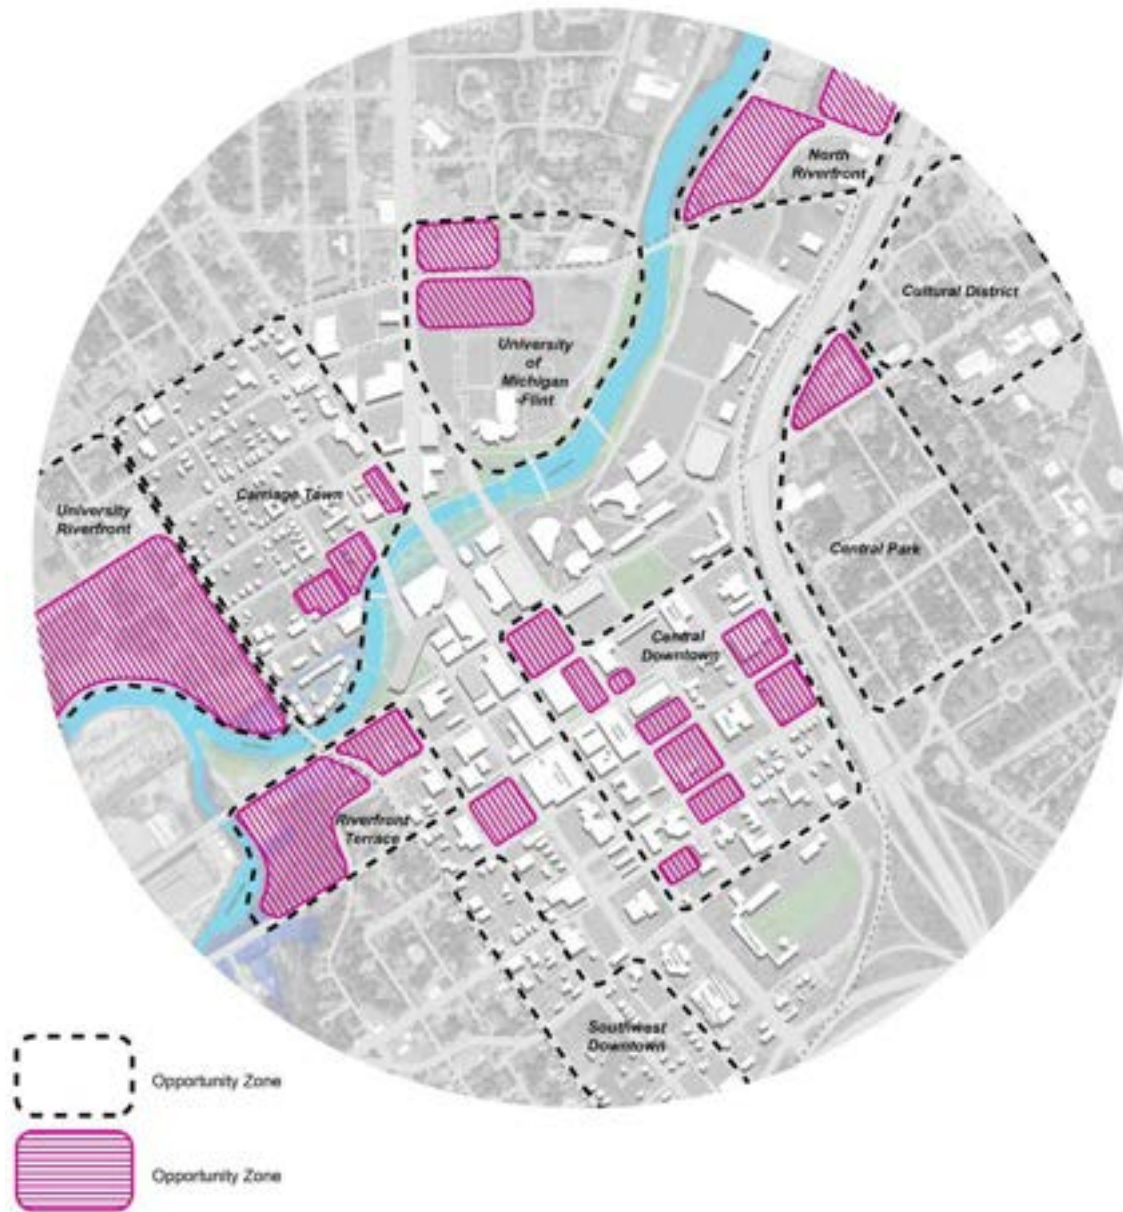 North
Riverfront
Cultural District
University
of
Michigan
-Flint
Carriage Town
University
Riverfront
Central Park
Central
Downtown
Riverfront
Terrace
Southwest
Downtown
Opportunity Zone
Opportunity Zone